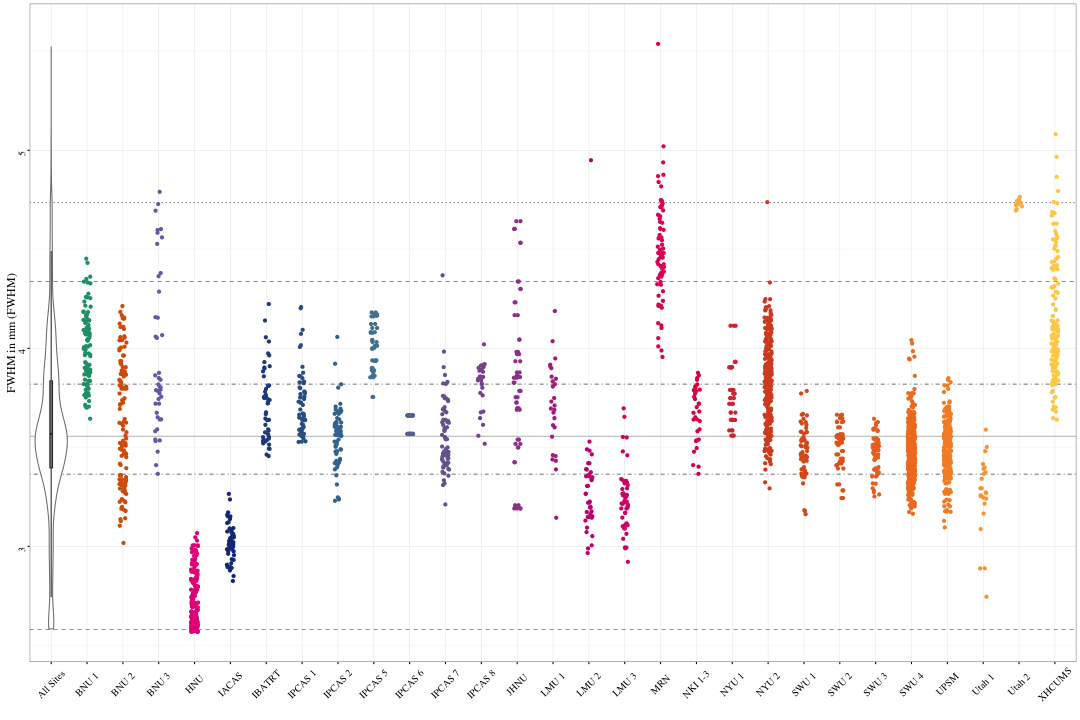 FWHM in mm (FWHM)
5
4
3
All Sites
BNU 1
BNU 2
BNU 3
HNU
IACAS
IBATRT
IPCAS 1
IPCAS 2
IPCAS 5
IPCAS 6
IPCAS 7
IPCAS 8
JHNU
LMU 1
LMU 2
LMU 3
MRN
NKI 1-3
NYU 1
NYU 2
SWU 1
SWU 2
SWU 3
SWU 4
UPSM
Utah 1
Utah 2
XHCUMS